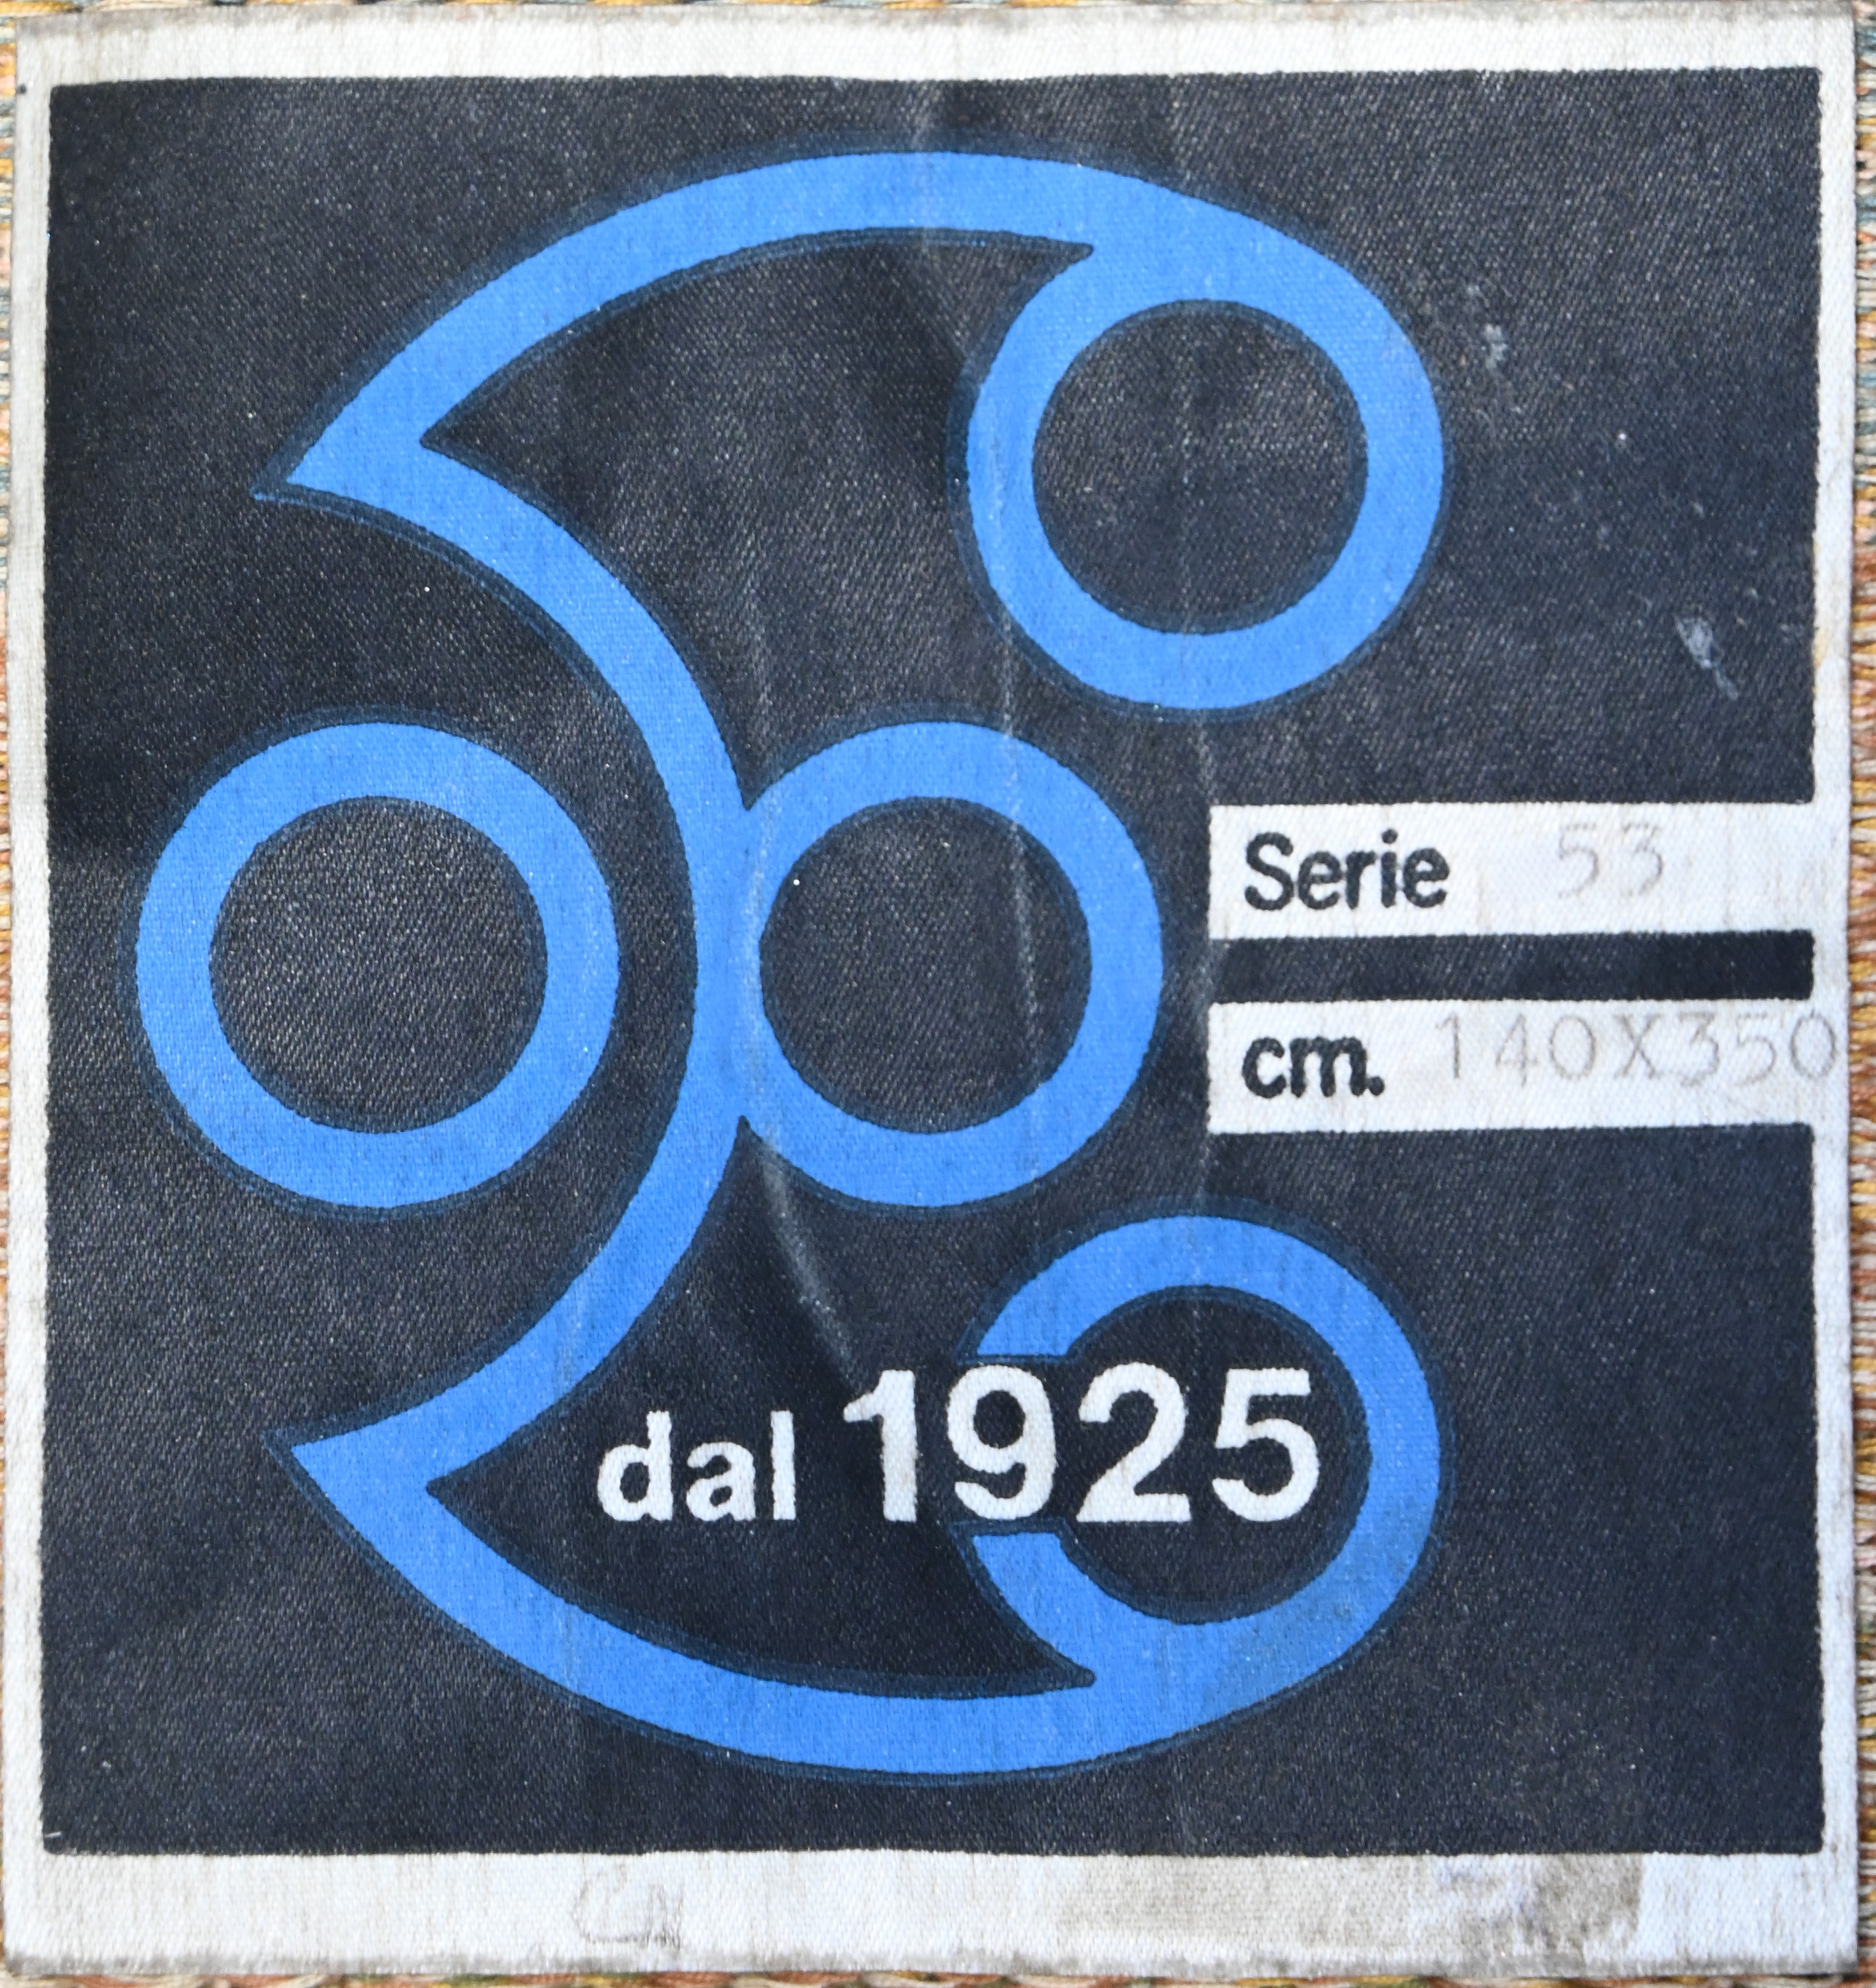 Serie 53
cm. 140X350
dal 1925